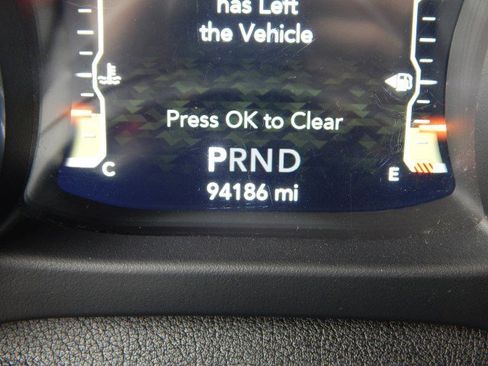 has Left
the Vehicle
Press OK to Clear
PRND
94186 mi
C
E